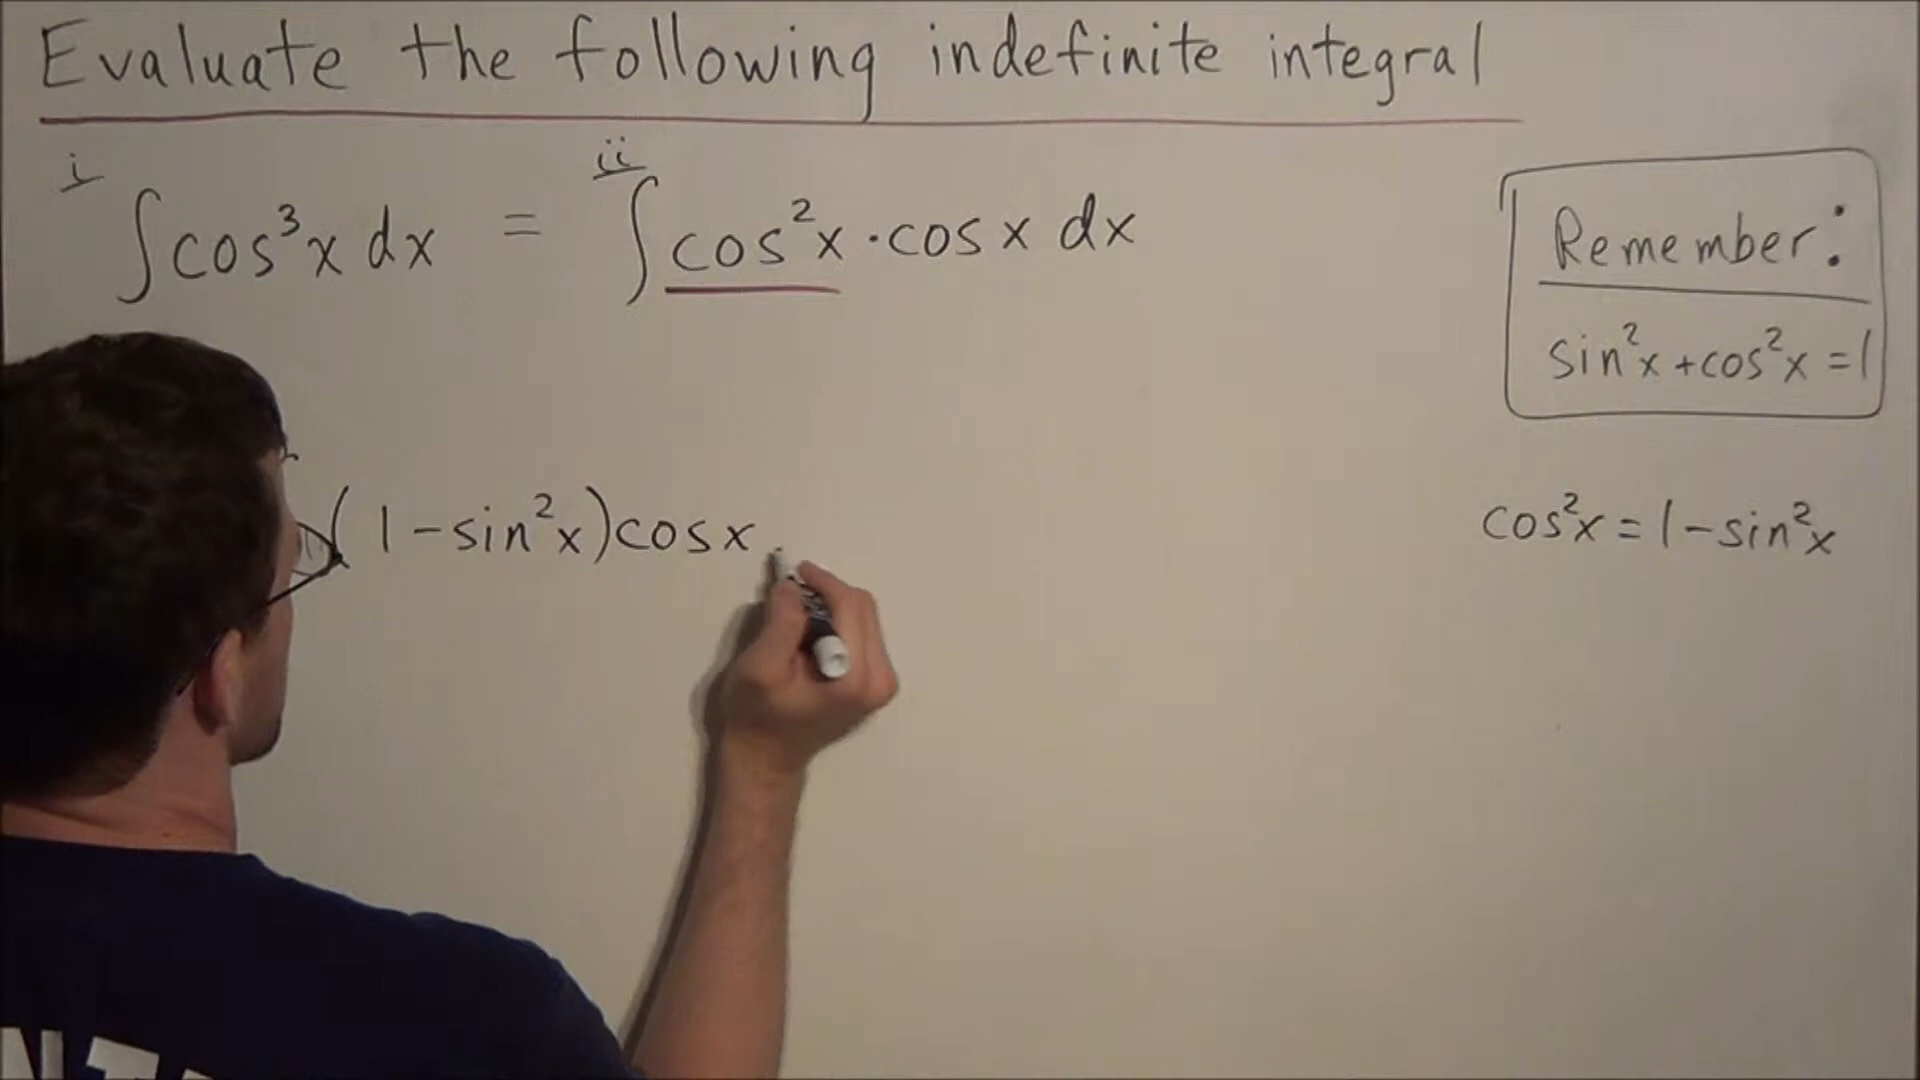 Evaluate the following indefinite integral
i ii
∫cos³x dx = ∫cos²x · cos x dx
Remember:
sin²x + cos²x = 1
(1 - sin²x)cosx
cos²x = 1 - sin²x